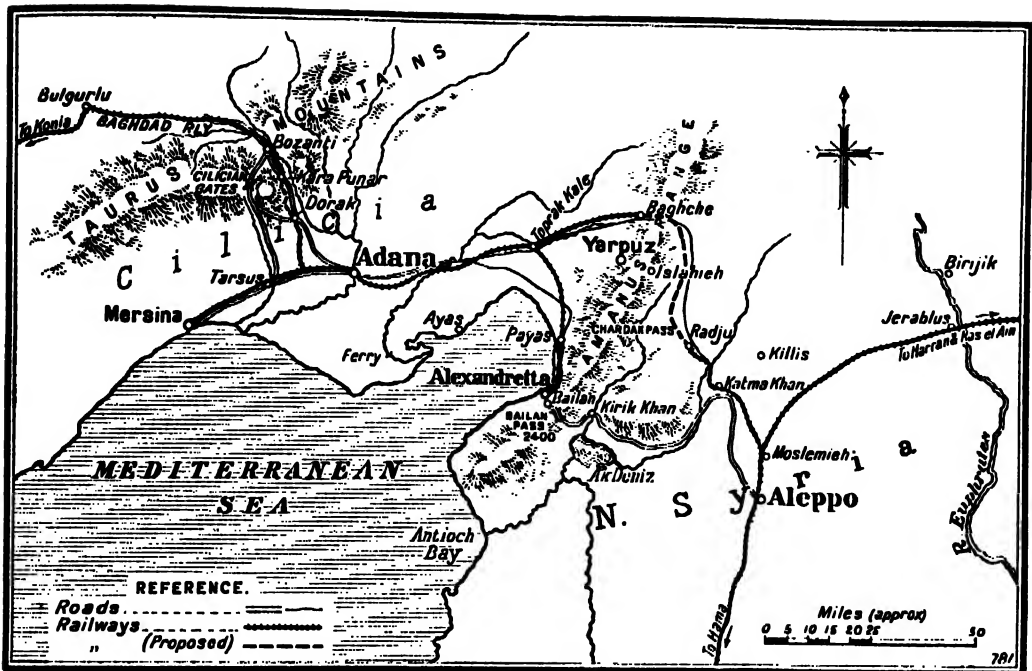 Bulgurlu
To Konia
BAGHDAD RLY
TAURUS
MOUNTAINS
Bozanti
CILICIAN
GATES
Kara Punar
Dorak
Cilicia
Adana
Tarsus
Mersina
Toprak Kale
Baghche
AMANUS RANGE
Yarpuz
Islahieh
Birijik
Jerablus
To Harran & Ras el Ain
Ayas
Ferry
Payas
CHARDAK PASS
Radju
Killis
Katma Khan
Alexandretta
Bailan
BAILAN
PASS
2400
Kirik Khan
Ak Deniz
Moslemieh
N. Syria
Aleppo
R. Euphrates
MEDITERRANEAN
SEA
Antioch
Bay
To Hama
REFERENCE.
Roads
Railways
" (Proposed)
Miles (approx)
0 5 10 15 20 25 50
781